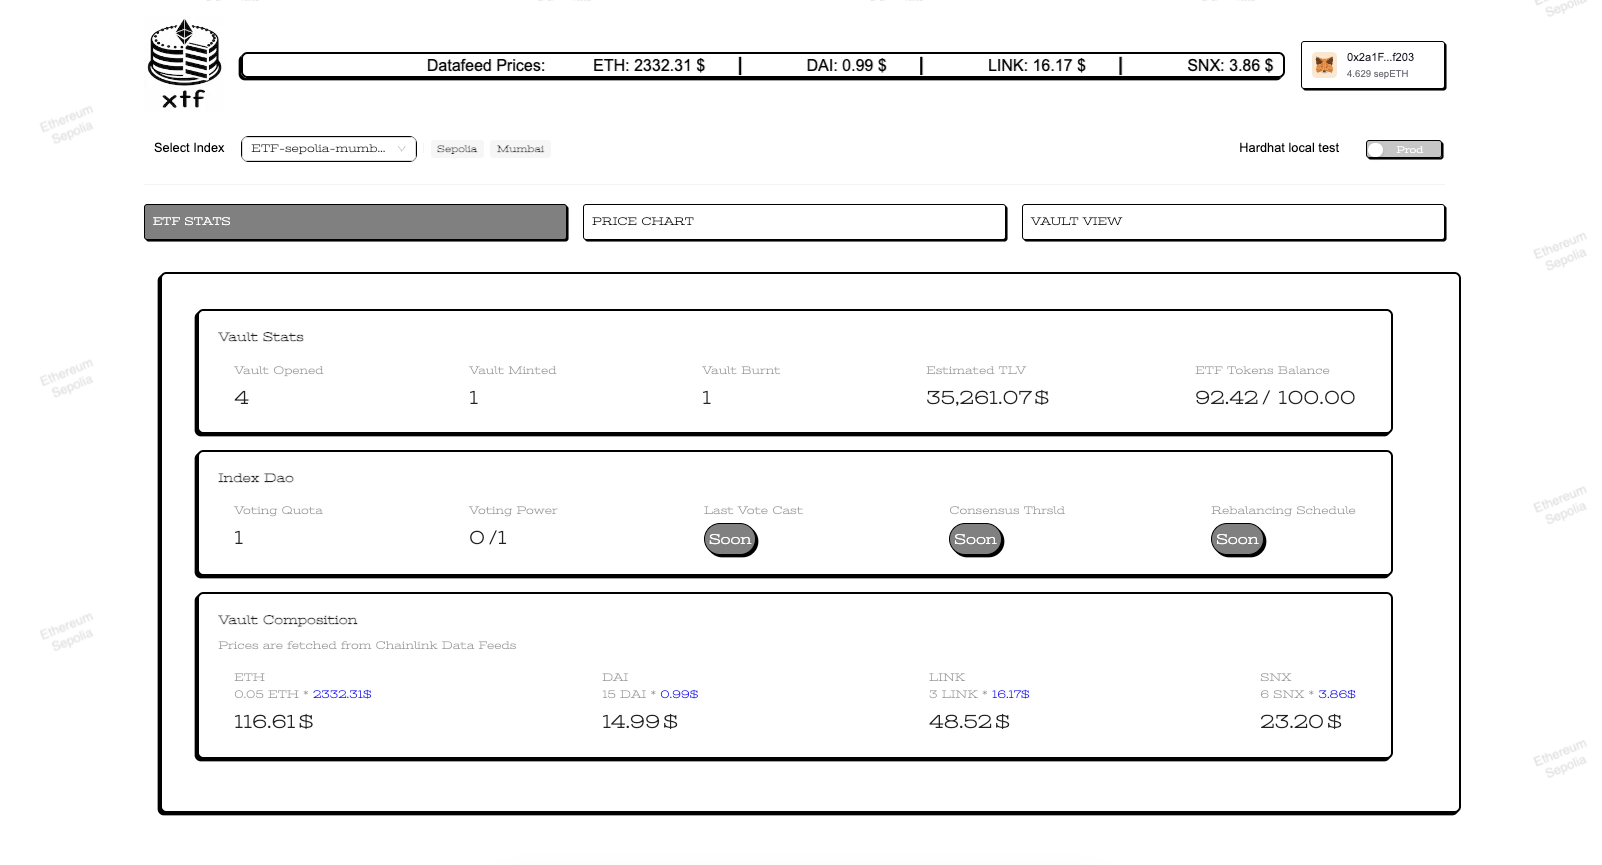 xtf
Datafeed Prices: ETH: 2332.31 $ | DAI: 0.99 $ | LINK: 16.17 $ | SNX: 3.86 $
0x2a1F...f203
4.629 sepETH
Select Index ETF-sepolia-mumb... Sepolia Mumbai Hardhat local test Prod
ETF STATS PRICE CHART VAULT VIEW
Vault Stats
Vault Opened Vault Minted Vault Burnt Estimated TLV ETF Tokens Balance
4 1 1 35,261.07$ 92.42 / 100.00
Index Dao
Voting Quota Voting Power Last Vote Cast Consensus Thrsld Rebalancing Schedule
1 0 /1 Soon Soon Soon
Vault Composition
Prices are fetched from Chainlink Data Feeds
ETH DAI LINK SNX
0.05 ETH * 2332.31$ 15 DAI * 0.99$ 3 LINK * 16.17$ 6 SNX * 3.86$
116.61 $ 14.99 $ 48.52 $ 23.20 $
Ethereum
Sepolia
Ethereum
Sepolia
Ethereum
Sepolia
Ethereum
Sepolia
Ethereum
Sepolia
Ethereum
Sepolia